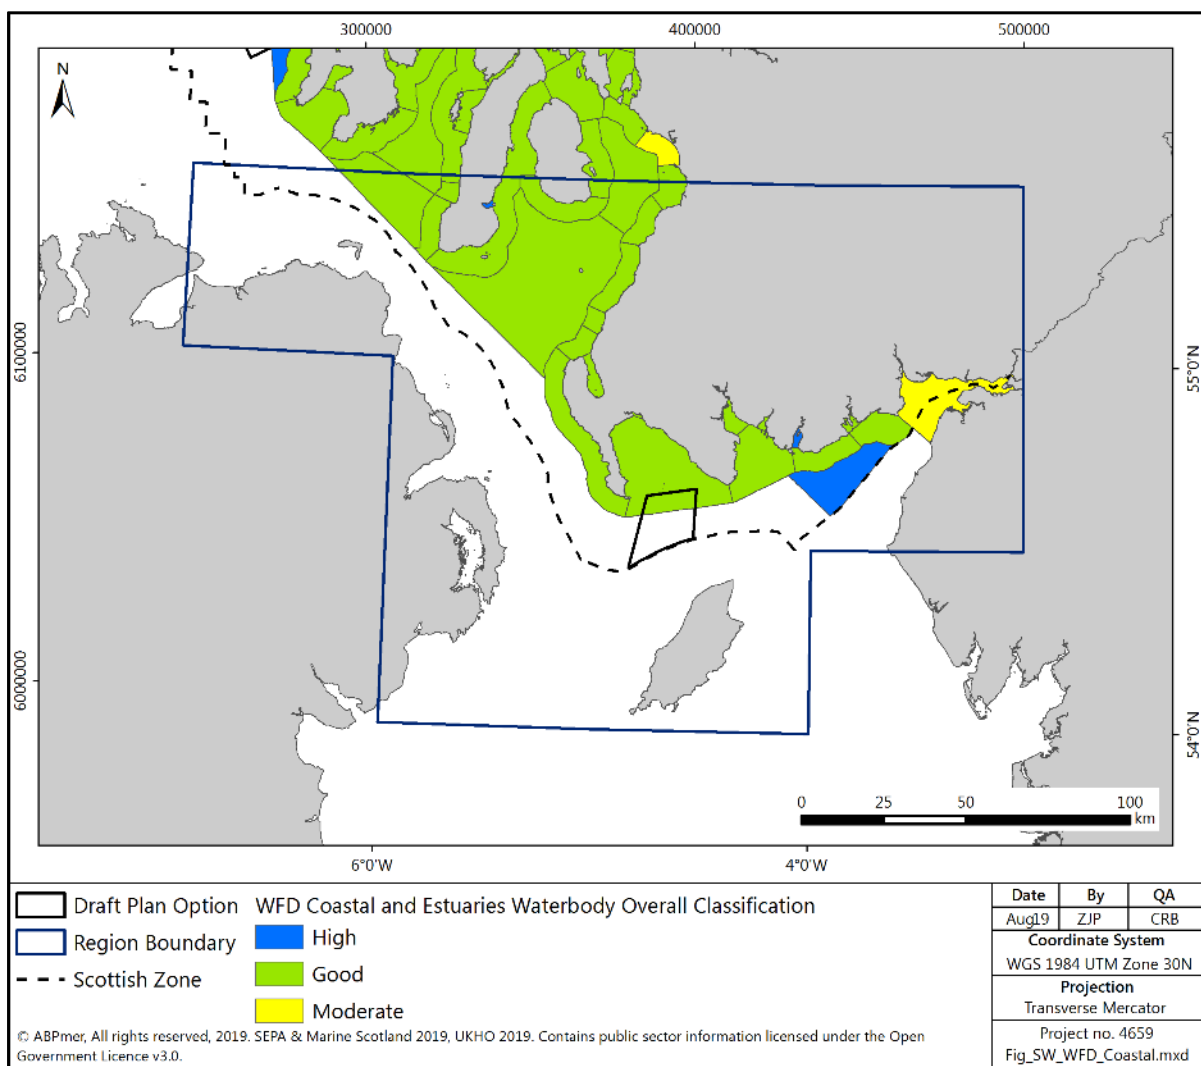 300000
400000
500000
N
6100000
6000000
55°0'N
54°0'N
0 25 50 100
km
6°0'W
4°0'W
Draft Plan Option
Region Boundary
Scottish Zone
WFD Coastal and Estuaries Waterbody Overall Classification
High
Good
Moderate
Date By QA
Aug19 ZJP CRB
Coordinate System
WGS 1984 UTM Zone 30N
Projection
Transverse Mercator
Project no. 4659
Fig_SW_WFD_Coastal.mxd
© ABPmer, All rights reserved, 2019. SEPA & Marine Scotland 2019, UKHO 2019. Contains public sector information licensed under the Open
Government Licence v3.0.